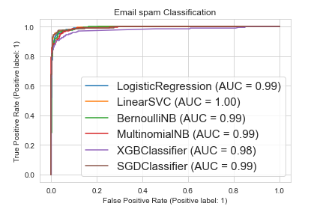 Email spam Classification
True Positive Rate (Positive label: 1)
1.0
0.8
0.6
0.4
0.2
0.0
LogisticRegression (AUC = 0.99)
LinearSVC (AUC = 1.00)
BernoulliNB (AUC = 0.99)
MultinomialNB (AUC = 0.99)
XGBClassifier (AUC = 0.98)
SGDClassifier (AUC = 0.99)
0.0 0.2 0.4 0.6 0.8 1.0
False Positive Rate (Positive label: 1)